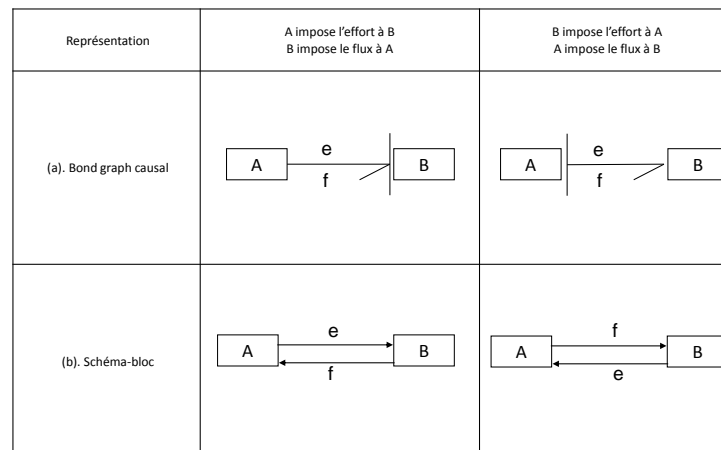 Représentation
A impose l'effort à B
B impose le flux à A
B impose l'effort à A
A impose le flux à B
(a). Bond graph causal
A
e
f
B
A
e
f
B
(b). Schéma-bloc
A
e
f
B
A
f
e
B